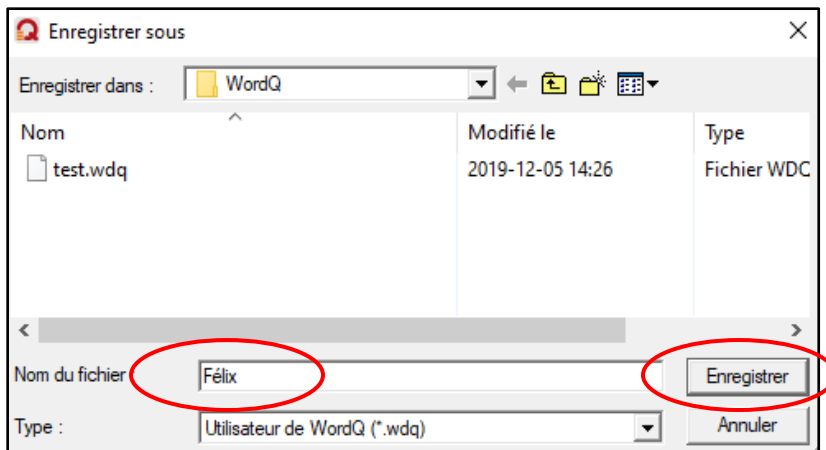 Enregistrer sous
Enregistrer dans : WordQ
Nom Modifié le Type
test.wdq 2019-12-05 14:26 Fichier WDQ
Nom du fichier Félix Enregistrer
Type : Utilisateur de WordQ (*.wdq) Annuler